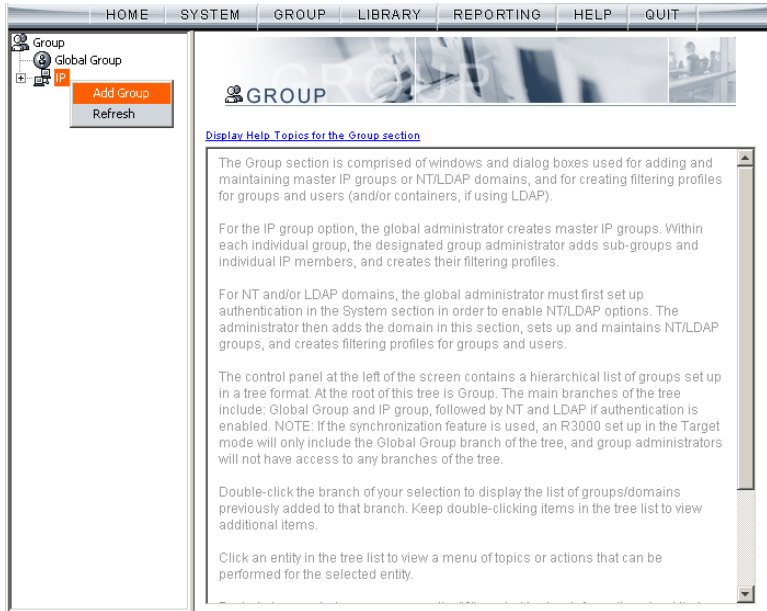 HOME SYSTEM GROUP LIBRARY REPORTING HELP QUIT
Group
Global Group
IP
Add Group
Refresh
GROUP
GROUP
Display Help Topics for the Group section
The Group section is comprised of windows and dialog boxes used for adding and
maintaining master IP groups or NT/LDAP domains, and for creating filtering profiles
for groups and users (and/or containers, if using LDAP).
For the IP group option, the global administrator creates master IP groups. Within
each individual group, the designated group administrator adds sub-groups and
individual IP members, and creates their filtering profiles.
For NT and/or LDAP domains, the global administrator must first set up
authentication in the System section in order to enable NT/LDAP options. The
administrator then adds the domain in this section, sets up and maintains NT/LDAP
groups, and creates filtering profiles for groups and users.
The control panel at the left of the screen contains a hierarchical list of groups set up
in a tree format. At the root of this tree is Group. The main branches of the tree
include: Global Group and IP group, followed by NT and LDAP if authentication is
enabled. NOTE: If the synchronization feature is used, an R3000 set up in the Target
mode will only include the Global Group branch of the tree, and group administrators
will not have access to any branches of the tree.
Double-click the branch of your selection to display the list of groups/domains
previously added to that branch. Keep double-clicking items in the tree list to view
additional items.
Click an entity in the tree list to view a menu of topics or actions that can be
performed for the selected entity.